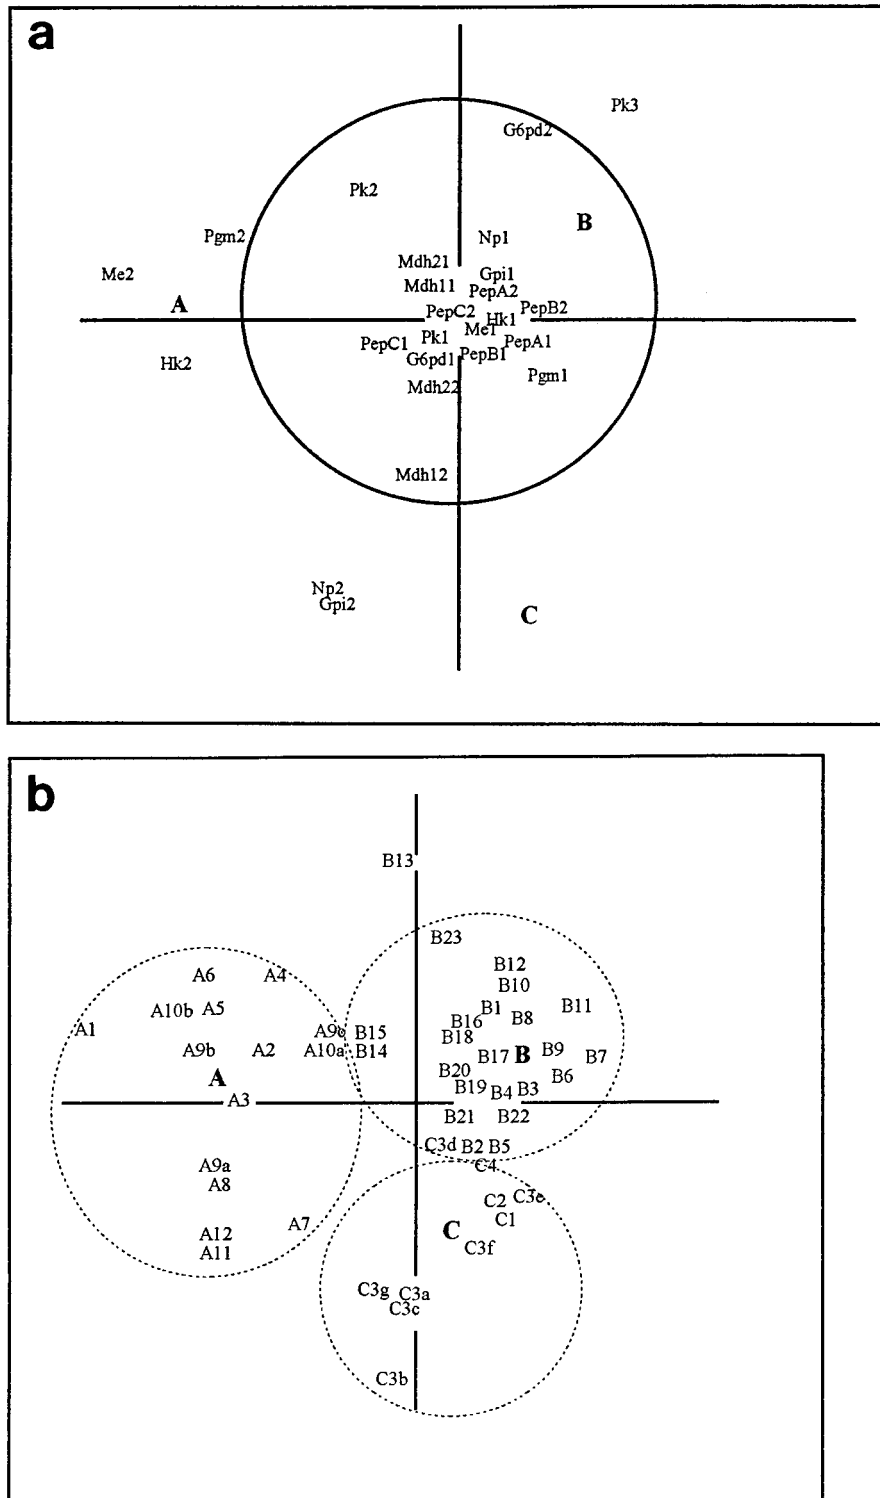 a
Pk3
G6pd2
Pk2
B
Pgm2
Np1
Mdh21
Me2
Gpi1
Mdh11
PepA2
A
PepC2
PepB2
Hk1
Me1
Pk1
PepC1
PepA1
PepB1
G6pd1
Hk2
Pgm1
Mdh22
Mdh12
Np2
Gpi2
C
b
B13
B23
B12
A6
A4
B10
A10b
A5
B1
B11
B16
B8
A1
A9c
B15
B18
A9b
A2
A10a
B14
B17
B
B9
B7
B20
A
B6
B19
B4
B3
A3
B21
B22
C3d
B2
B5
A9a
C4
A8
C2
C3e
C1
A7
C
A12
C3f
A11
C3g
C3a
C3c
C3b